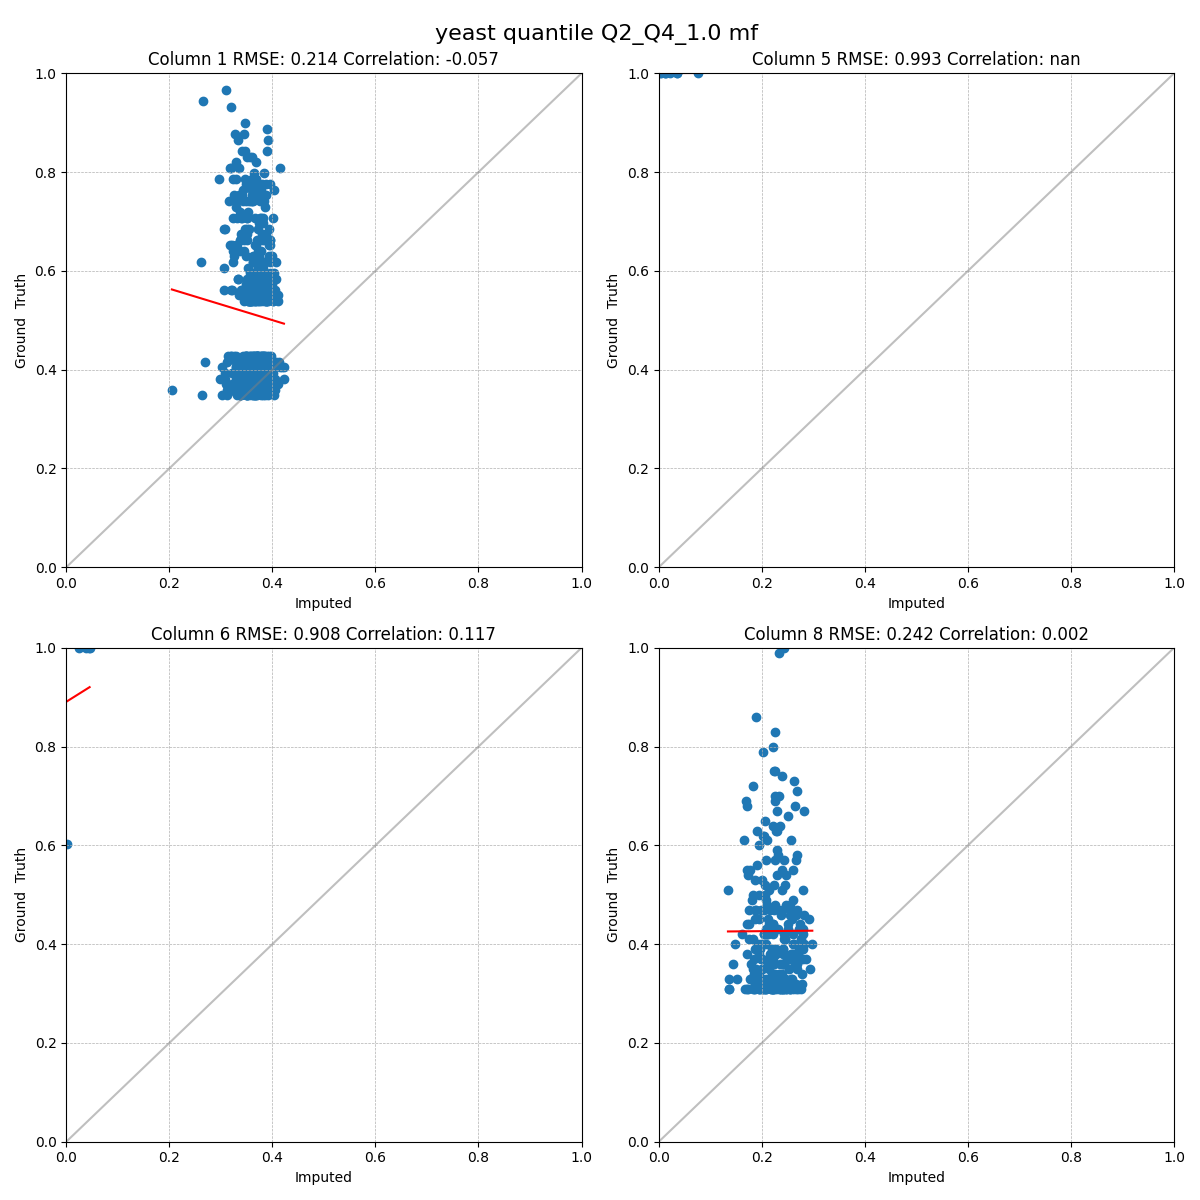 yeast quantile Q2_Q4_1.0 mf
Column 1 RMSE: 0.214 Correlation: -0.057
1.0
0.8
0.6
0.4
0.2
0.0
Ground Truth
0.0 0.2 0.4 0.6 0.8 1.0
Imputed
Column 5 RMSE: 0.993 Correlation: nan
1.0
0.8
0.6
0.4
0.2
0.0
Ground Truth
0.0 0.2 0.4 0.6 0.8 1.0
Imputed
Column 6 RMSE: 0.908 Correlation: 0.117
1.0
0.8
0.6
0.4
0.2
0.0
Ground Truth
0.0 0.2 0.4 0.6 0.8 1.0
Imputed
Column 8 RMSE: 0.242 Correlation: 0.002
1.0
0.8
0.6
0.4
0.2
0.0
Ground Truth
0.0 0.2 0.4 0.6 0.8 1.0
Imputed